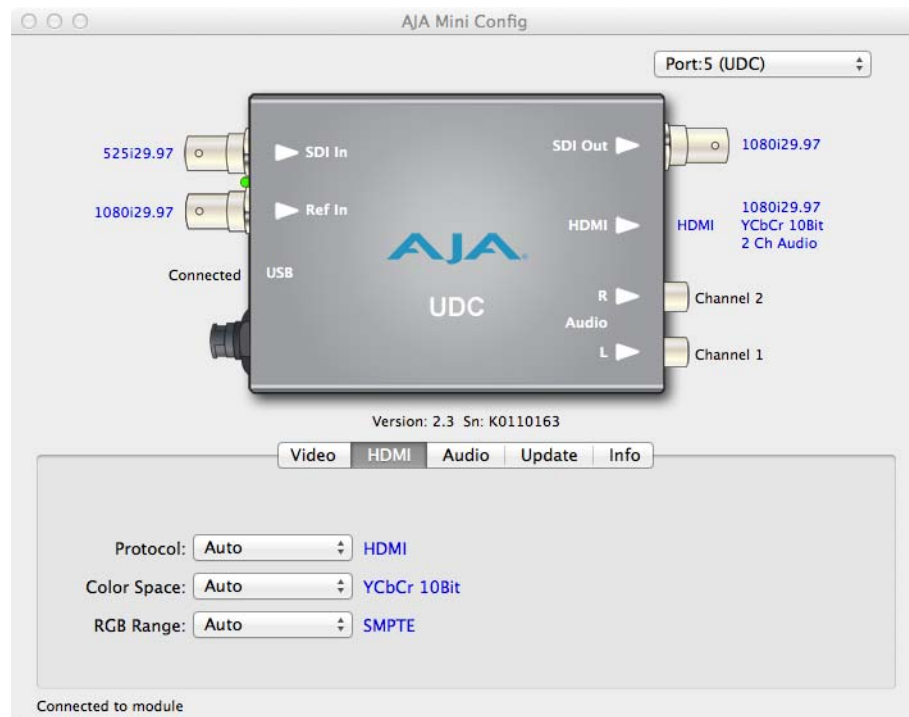 AJA Mini Config
Port:5 (UDC)
525i29.97
SDI In
SDI Out
1080i29.97
1080i29.97
Ref In
HDMI
HDMI
1080i29.97
YCbCr 10Bit
2 Ch Audio
AJA
Connected
USB
UDC
R
Channel 2
Audio
L
Channel 1
Version: 2.3 Sn: K0110163
Video HDMI Audio Update Info
Protocol: Auto HDMI
Color Space: Auto YCbCr 10Bit
RGB Range: Auto SMPTE
Connected to module